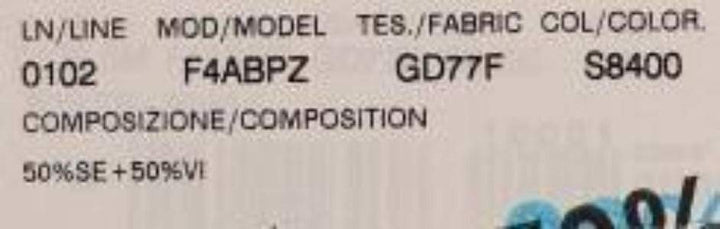 LN/LINE MOD/MODEL TES./FABRIC COL/COLOR.
0102 F4ABPZ GD77F S8400
COMPOSIZIONE/COMPOSITION
50%SE+50%VI